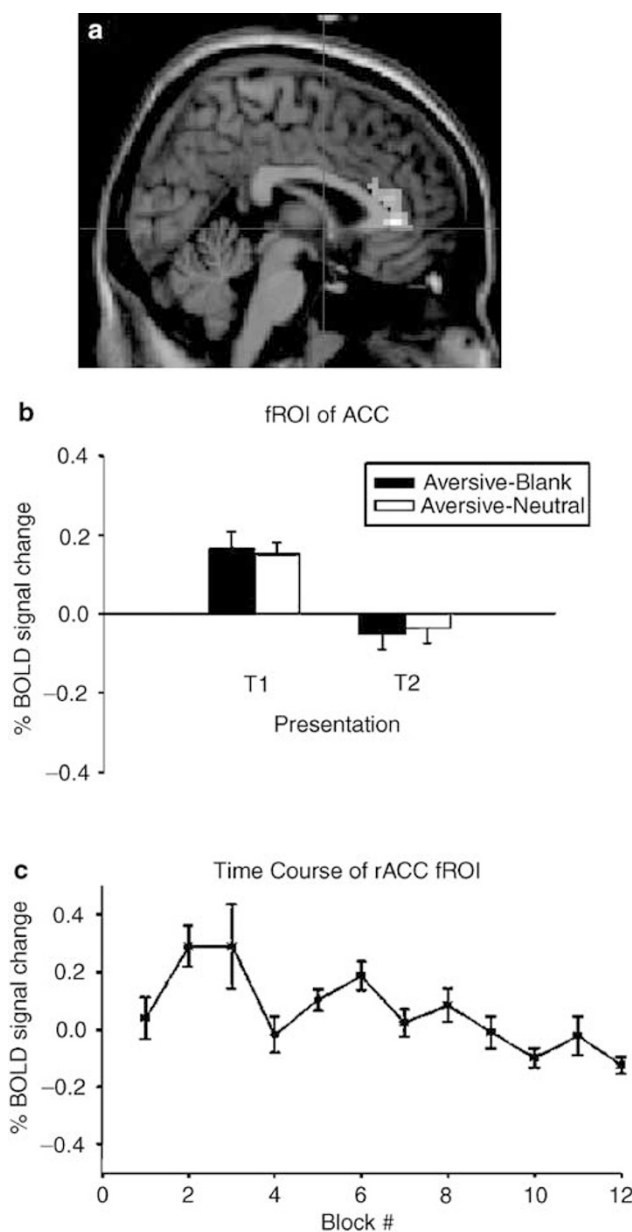 a
b
fROI of ACC
% BOLD signal change
0.4
0.2
0.0
−0.2
−0.4
Aversive-Blank
Aversive-Neutral
T1
T2
Presentation
c
Time Course of rACC fROI
% BOLD signal change
0.4
0.2
0.0
−0.2
−0.4
0
2
4
6
8
10
12
Block #